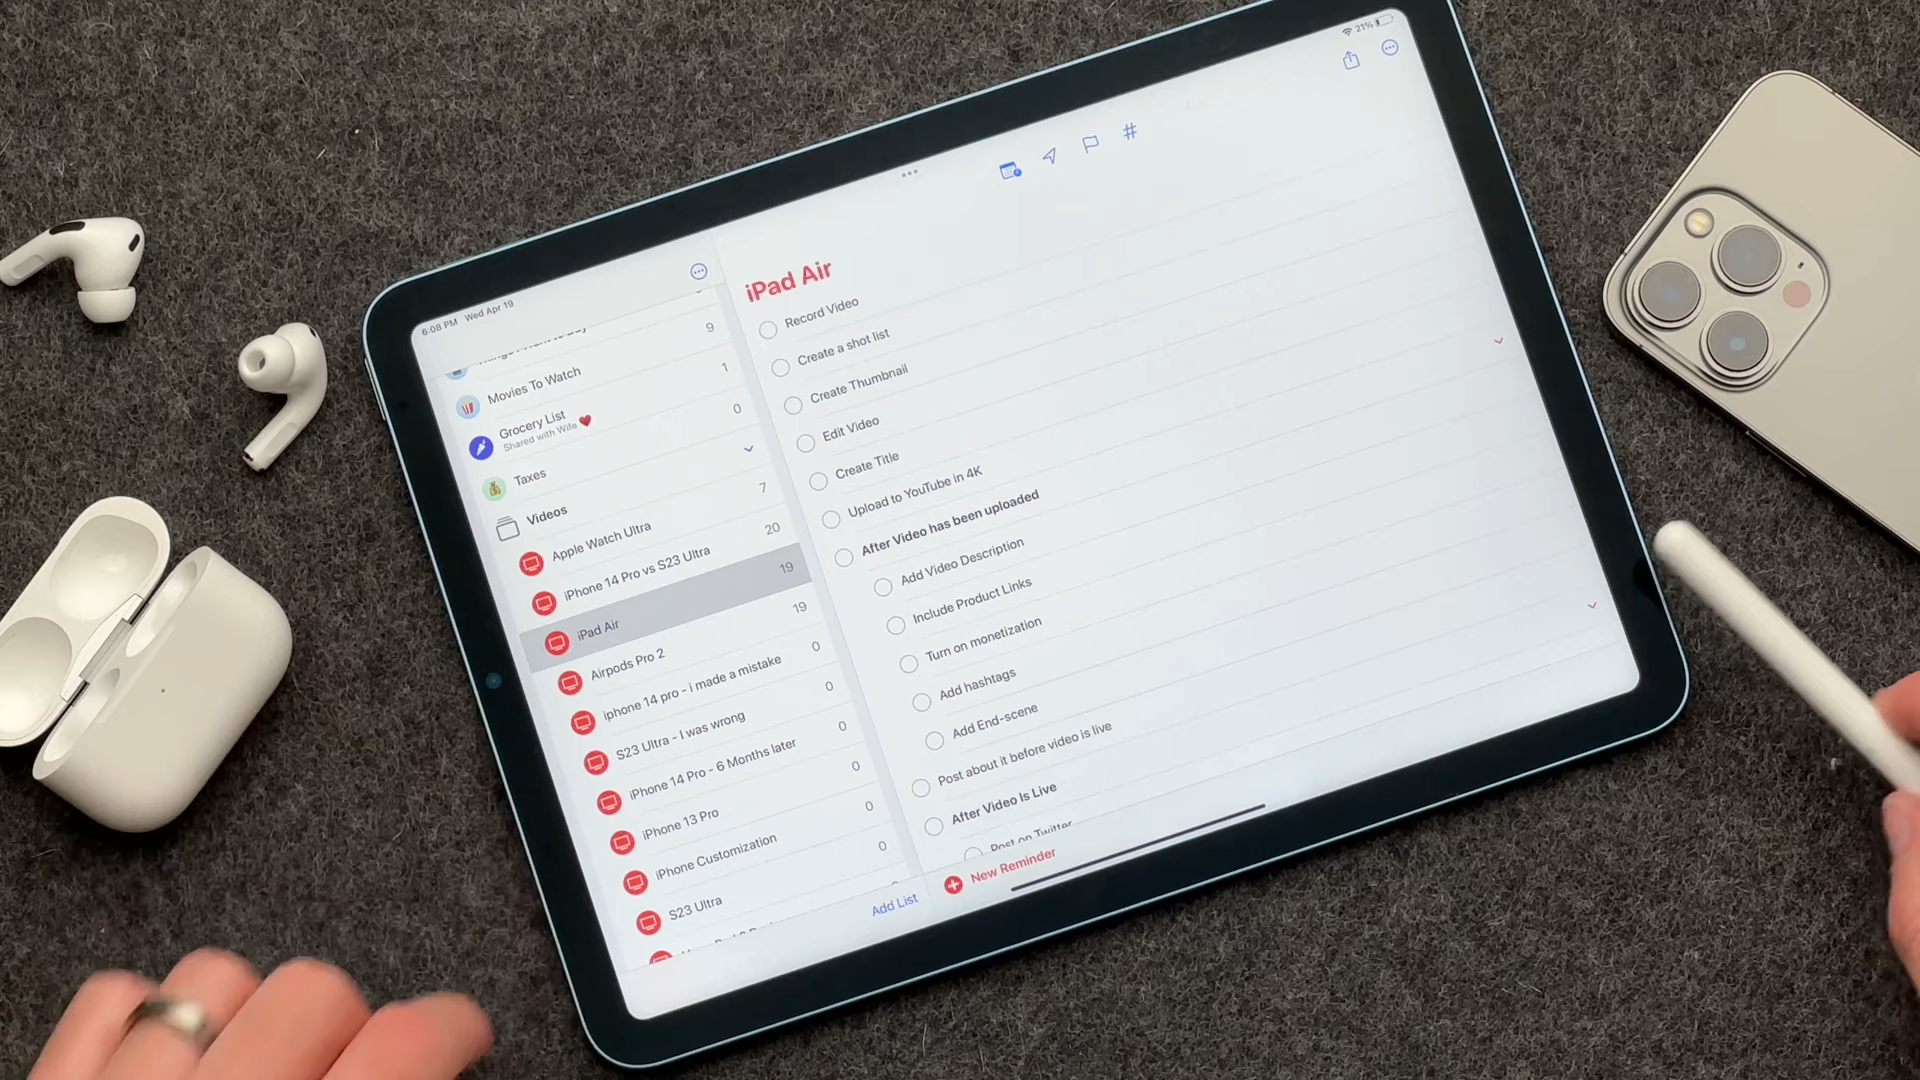 6:08 PM Wed Apr 19
21%
9
Movies To Watch
1
Grocery List
Shared with Wife ❤️
0
Taxes
Videos
7
Apple Watch Ultra
20
iPhone 14 Pro vs S23 Ultra
19
iPad Air
19
Airpods Pro 2
0
iphone 14 pro - i made a mistake
0
S23 Ultra - I was wrong
0
iPhone 14 Pro - 6 Months later
0
iPhone 13 Pro
0
iPhone Customization
0
S23 Ultra
Add List
iPad Air
Record Video
Create a shot list
Create Thumbnail
Edit Video
Create Title
Upload to YouTube in 4K
After Video has been uploaded
Add Video Description
Include Product Links
Turn on monetization
Add hashtags
Add End-scene
Post about it before video is live
After Video Is Live
Post on Twitter
New Reminder